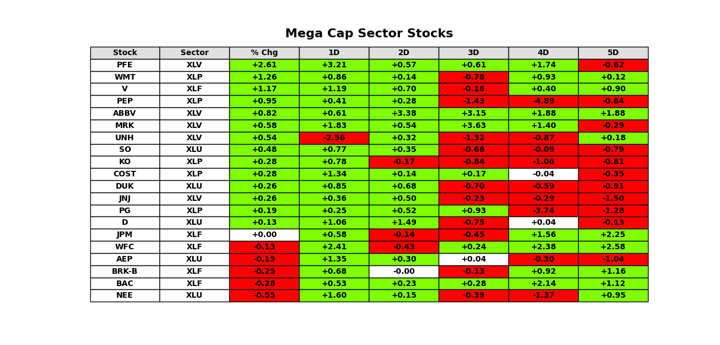 Mega Cap Sector Stocks
Stock Sector % Chg 1D 2D 3D 4D 5D
PFE XLV +2.61 +3.21 +0.57 +0.61 +1.74 -0.62
WMT XLP +1.26 +0.86 +0.14 -0.78 +0.93 +0.12
V XLF +1.17 +1.19 +0.70 -0.16 +0.40 +0.90
PEP XLP +0.95 +0.41 +0.28 -1.43 -4.89 -0.84
ABBV XLV +0.82 +0.61 +3.38 +3.15 +1.88 +1.88
MRK XLV +0.58 +1.83 +0.54 +3.63 +1.40 -0.29
UNH XLV +0.54 -2.56 +0.32 -1.32 -0.87 +0.18
SO XLU +0.48 +0.77 +0.35 -0.68 -0.09 -0.79
KO XLP +0.28 +0.78 -0.17 -0.64 -1.06 -0.61
COST XLP +0.28 +1.34 +0.14 +0.17 -0.04 -0.35
DUK XLU +0.26 +0.85 +0.68 -0.70 -0.59 -0.91
JNJ XLV +0.26 +0.36 +0.50 -0.23 -0.29 -1.50
PG XLP +0.19 +0.25 +0.52 +0.93 -3.74 -1.28
D XLU +0.13 +1.06 +1.49 -0.75 +0.04 -0.13
JPM XLF +0.00 +0.58 -0.14 -0.45 +1.56 +2.25
WFC XLF -0.13 +2.41 -0.43 +0.24 +2.38 +2.58
AEP XLU -0.15 +1.35 +0.30 +0.04 -0.30 -1.04
BRK-B XLF -0.25 +0.68 -0.00 -0.13 +0.92 +1.16
BAC XLF -0.28 +0.53 +0.23 +0.28 +2.14 +1.12
NEE XLU -0.55 +1.60 +0.15 -0.39 -1.37 +0.95